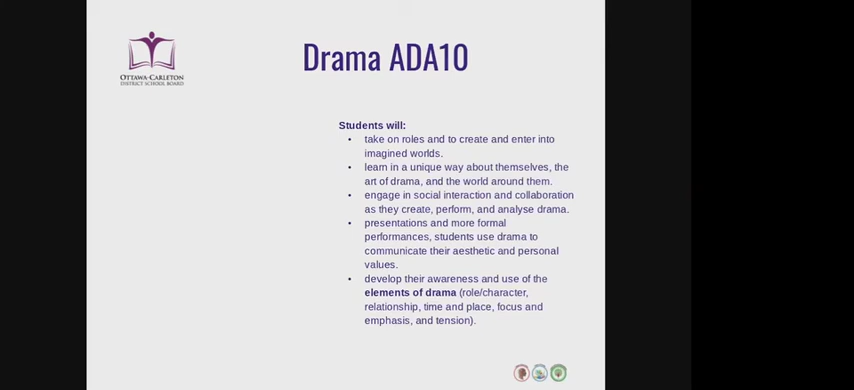 Drama ADA10
OTTAWA-CARLETON
DISTRICT SCHOOL BOARD
Students will:
• take on roles and to create and enter into
imagined worlds.
• learn in a unique way about themselves, the
art of drama, and the world around them.
• engage in social interaction and collaboration
as they create, perform, and analyse drama.
• presentations and more formal
performances, students use drama to
communicate their aesthetic and personal
values.
• develop their awareness and use of the
elements of drama (role/character,
relationship, time and place, focus and
emphasis, and tension).